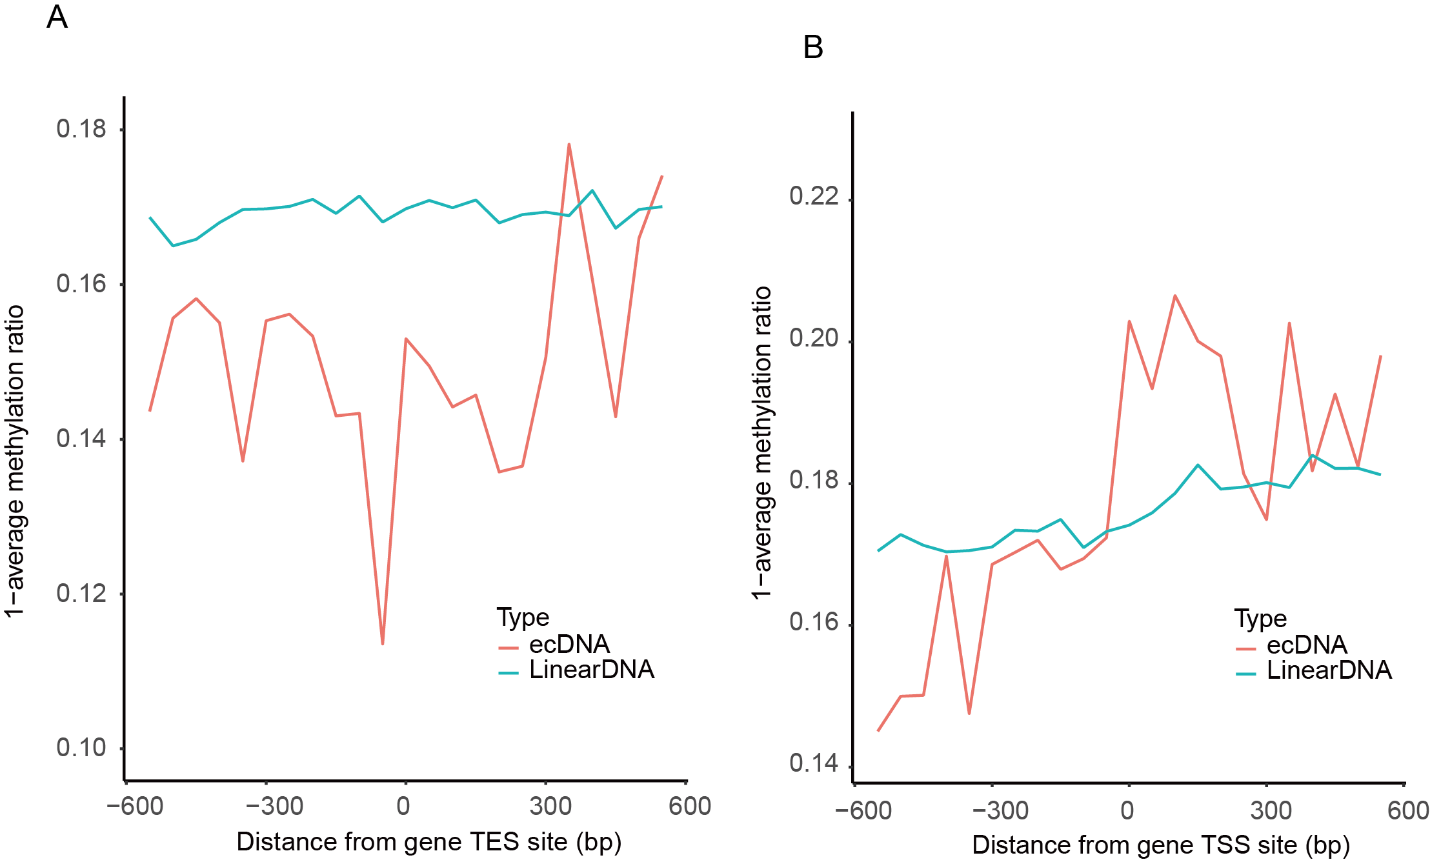 A
1−average methylation ratio
0.18
0.16
0.14
0.12
0.10
−600
−300
0
300
600
Distance from gene TES site (bp)
Type
ecDNA
LinearDNA
B
1−average methylation ratio
0.22
0.20
0.18
0.16
0.14
−600
−300
0
300
600
Distance from gene TSS site (bp)
Type
ecDNA
LinearDNA